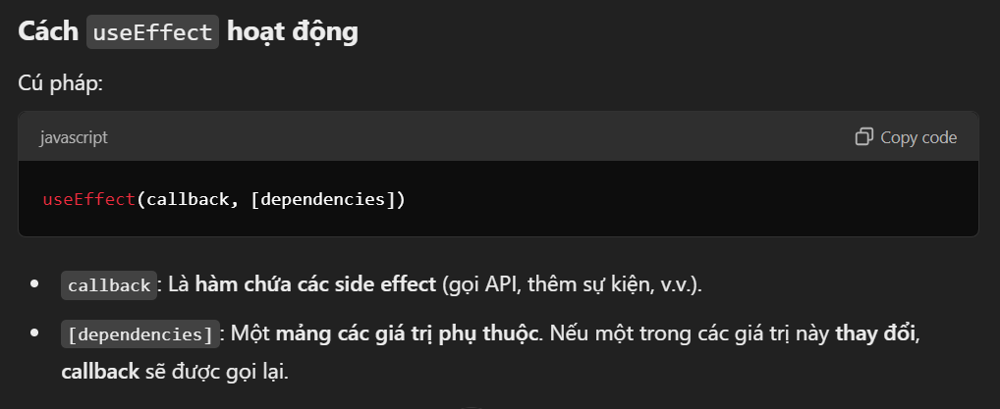 Cách useEffect hoạt động
Cú pháp:
javascript
Copy code
useEffect(callback, [dependencies])
callback: Là hàm chứa các side effect (gọi API, thêm sự kiện, v.v.).
[dependencies]: Một mảng các giá trị phụ thuộc. Nếu một trong các giá trị này thay đổi,
callback sẽ được gọi lại.